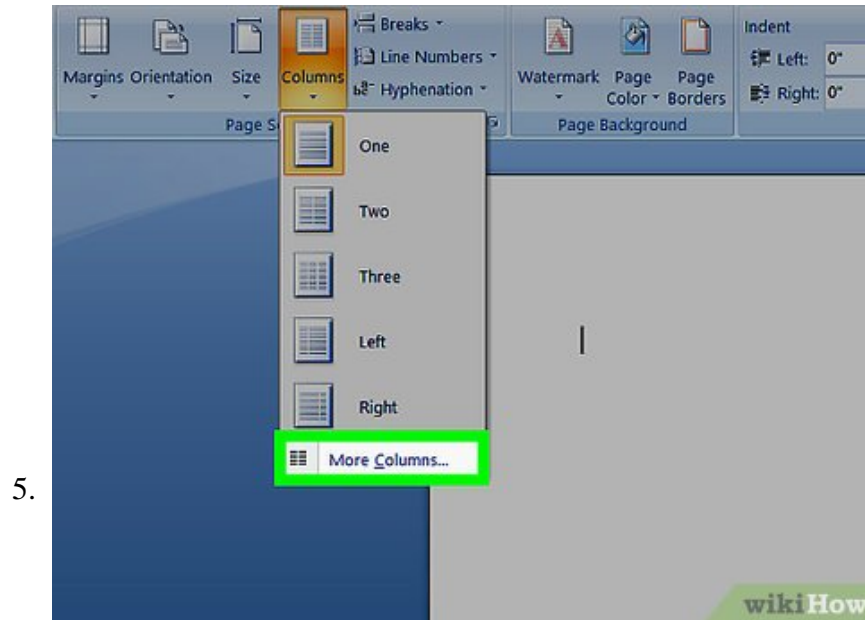 Breaks
Line Numbers
Hyphenation
Margins Orientation Size Columns
Watermark Page Color Page Borders
Indent
Left: 0"
Right: 0"
Page S
Page Background
One
Two
Three
Left
Right
More Columns...
5.
wikiHow